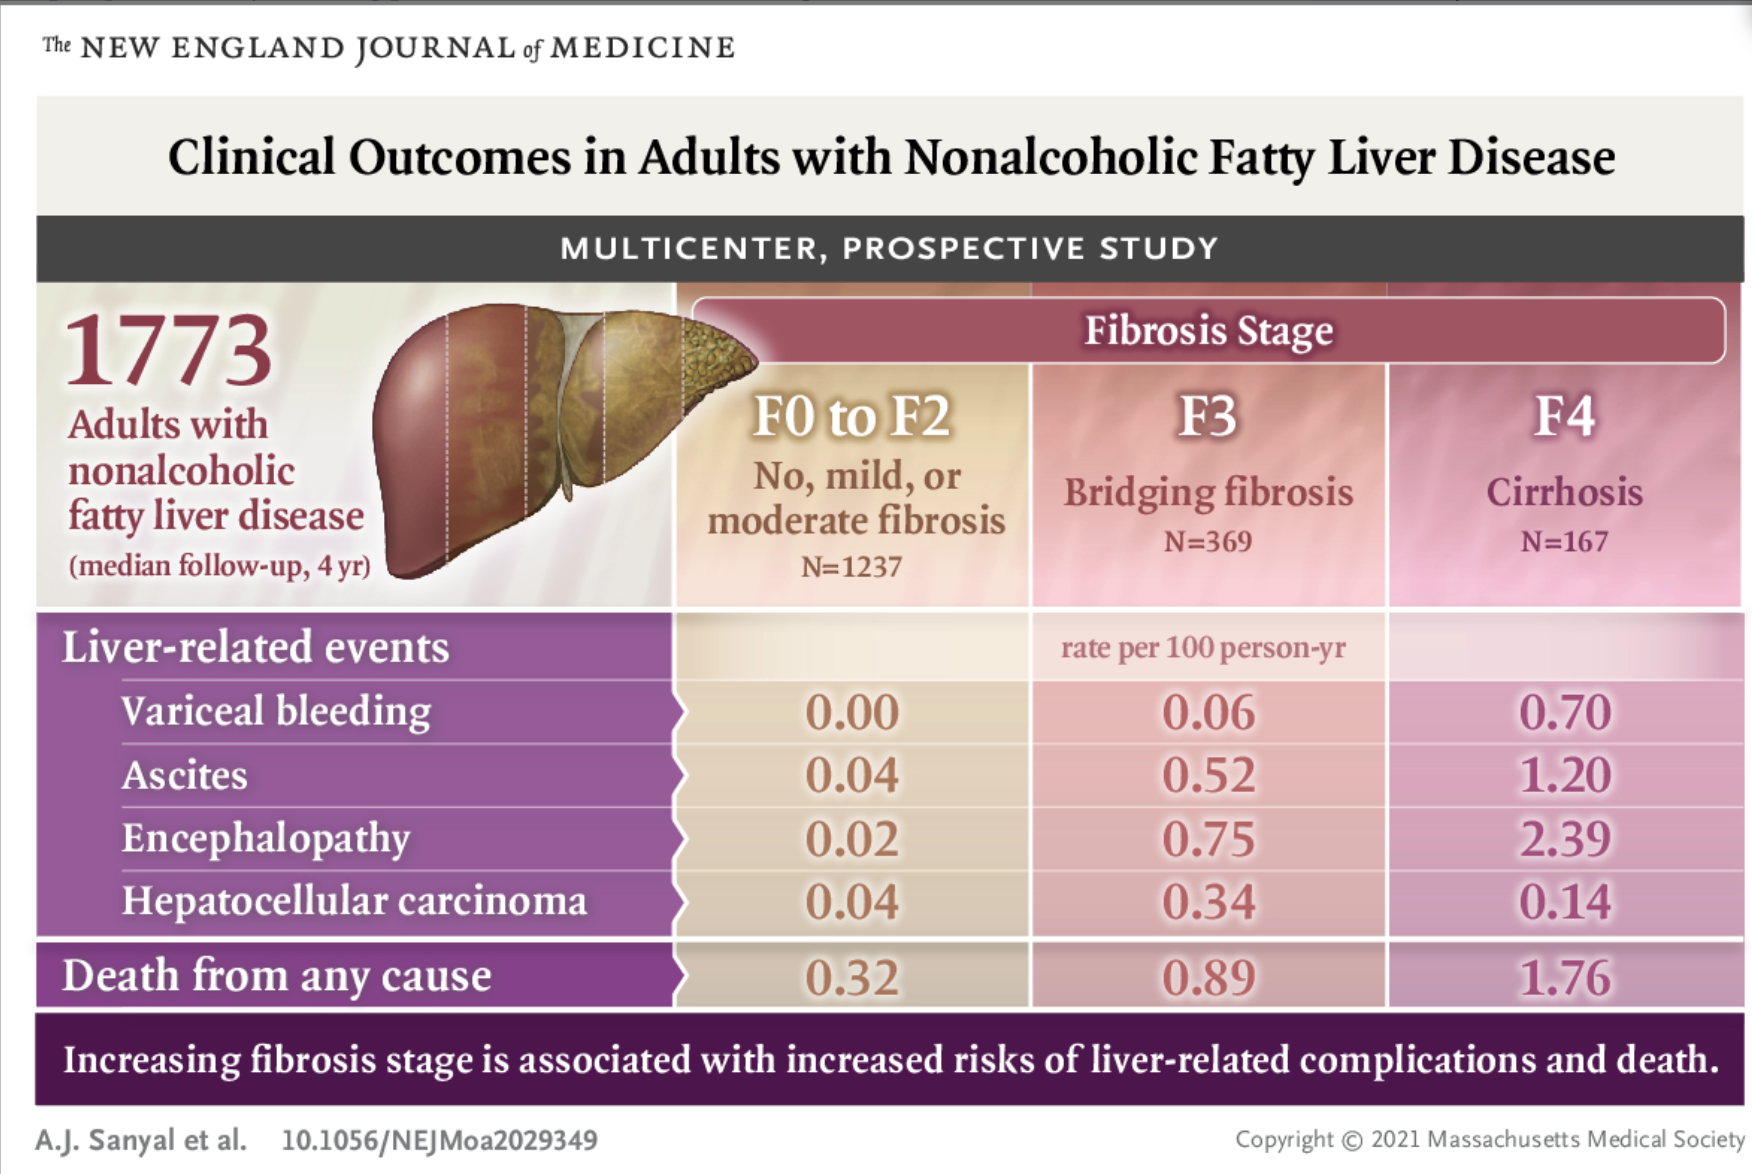 The NEW ENGLAND JOURNAL of MEDICINE
Clinical Outcomes in Adults with Nonalcoholic Fatty Liver Disease
MULTICENTER, PROSPECTIVE STUDY
1773
Adults with
nonalcoholic
fatty liver disease
(median follow-up, 4 yr)
Fibrosis Stage
F0 to F2
No, mild, or
moderate fibrosis
N=1237
F3
Bridging fibrosis
N=369
F4
Cirrhosis
N=167
Liver-related events
rate per 100 person-yr
Variceal bleeding 0.00 0.06 0.70
Ascites 0.04 0.52 1.20
Encephalopathy 0.02 0.75 2.39
Hepatocellular carcinoma 0.04 0.34 0.14
Death from any cause 0.32 0.89 1.76
Increasing fibrosis stage is associated with increased risks of liver-related complications and death.
A.J. Sanyal et al. 10.1056/NEJMoa2029349
Copyright © 2021 Massachusetts Medical Society